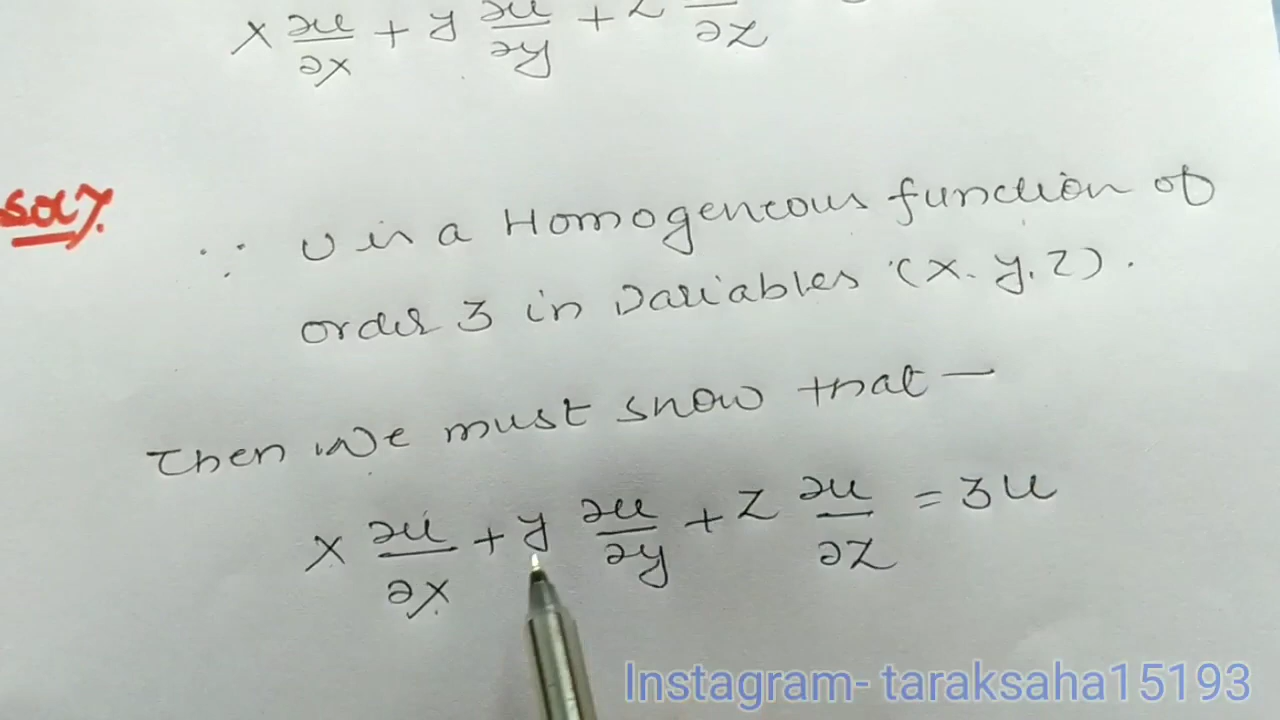 x ∂u/∂x + y ∂u/∂y + z ∂z
Sol/.
∵ U is a Homogeneous function of
order 3 in variables (x, y, z).
Then we must show that —
x ∂u/∂x + y ∂u/∂y + z ∂u/∂z = 3u
Instagram- taraksaha15193